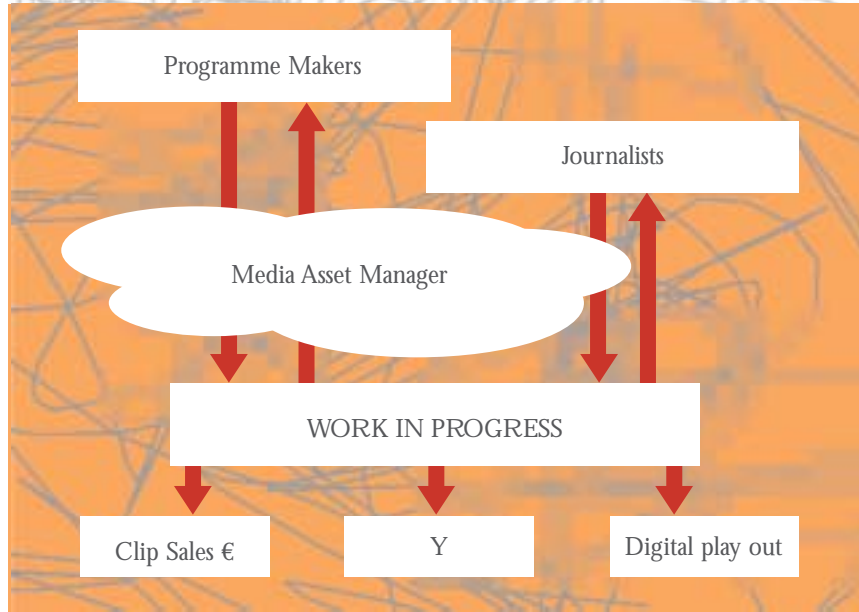 Programme Makers
Journalists
Media Asset Manager
WORK IN PROGRESS
Clip Sales €
Y
Digital play out